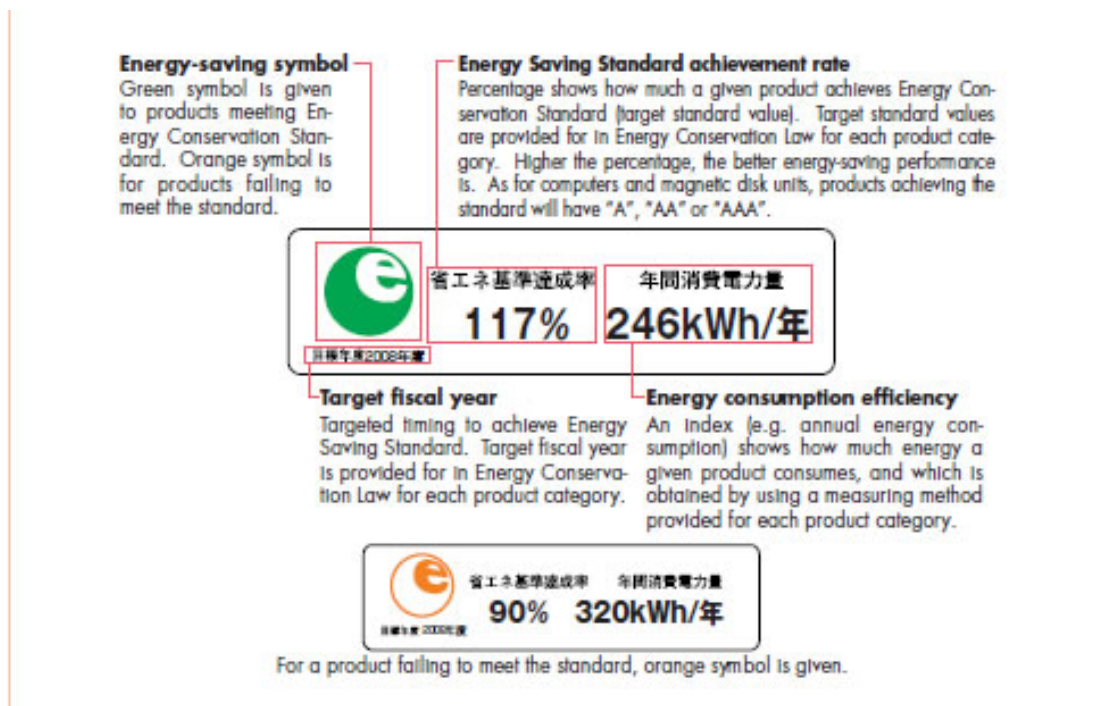 Energy-saving symbol
Green symbol is given
to products meeting En-
ergy Conservation Stan-
dard. Orange symbol is
for products failing to
meet the standard.
Energy Saving Standard achievement rate
Percentage shows how much a given product achieves Energy Con-
servation Standard (target standard value). Target standard values
are provided for in Energy Conservation Law for each product cate-
gory. Higher the percentage, the better energy-saving performance
is. As for computers and magnetic disk units, products achieving the
standard will have "A", "AA" or "AAA".
e
省エネ基準達成率
117%
年間消費電力量
246kWh/年
目標年度2008年度
Target fiscal year
Targeted timing to achieve Energy
Saving Standard. Target fiscal year
is provided for in Energy Conserva-
tion Law for each product category.
Energy consumption efficiency
An index (e.g. annual energy con-
sumption) shows how much energy a
given product consumes, and which is
obtained by using a measuring method
provided for each product category.
e
省エネ基準達成率
90%
年間消費電力量
320kWh/年
目標年度 2008年度
For a product failing to meet the standard, orange symbol is given.